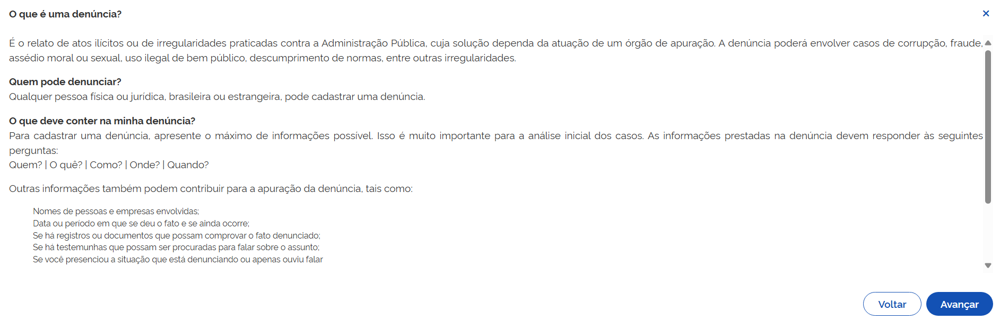 O que é uma denúncia?
É o relato de atos ilícitos ou de irregularidades praticadas contra a Administração Pública, cuja solução dependa da atuação de um órgão de apuração. A denúncia poderá envolver casos de corrupção, fraude,
assédio moral ou sexual, uso ilegal de bem público, descumprimento de normas, entre outras irregularidades.
Quem pode denunciar?
Qualquer pessoa física ou jurídica, brasileira ou estrangeira, pode cadastrar uma denúncia.
O que deve conter na minha denúncia?
Para cadastrar uma denúncia, apresente o máximo de informações possível. Isso é muito importante para a análise inicial dos casos. As informações prestadas na denúncia devem responder às seguintes
perguntas:
Quem? | O quê? | Como? | Onde? | Quando?
Outras informações também podem contribuir para a apuração da denúncia, tais como:
Nomes de pessoas e empresas envolvidas;
Data ou período em que se deu o fato e se ainda ocorre;
Se há registros ou documentos que possam comprovar o fato denunciado;
Se há testemunhas que possam ser procuradas para falar sobre o assunto;
Se você presenciou a situação que está denunciando ou apenas ouviu falar
Voltar
Avançar